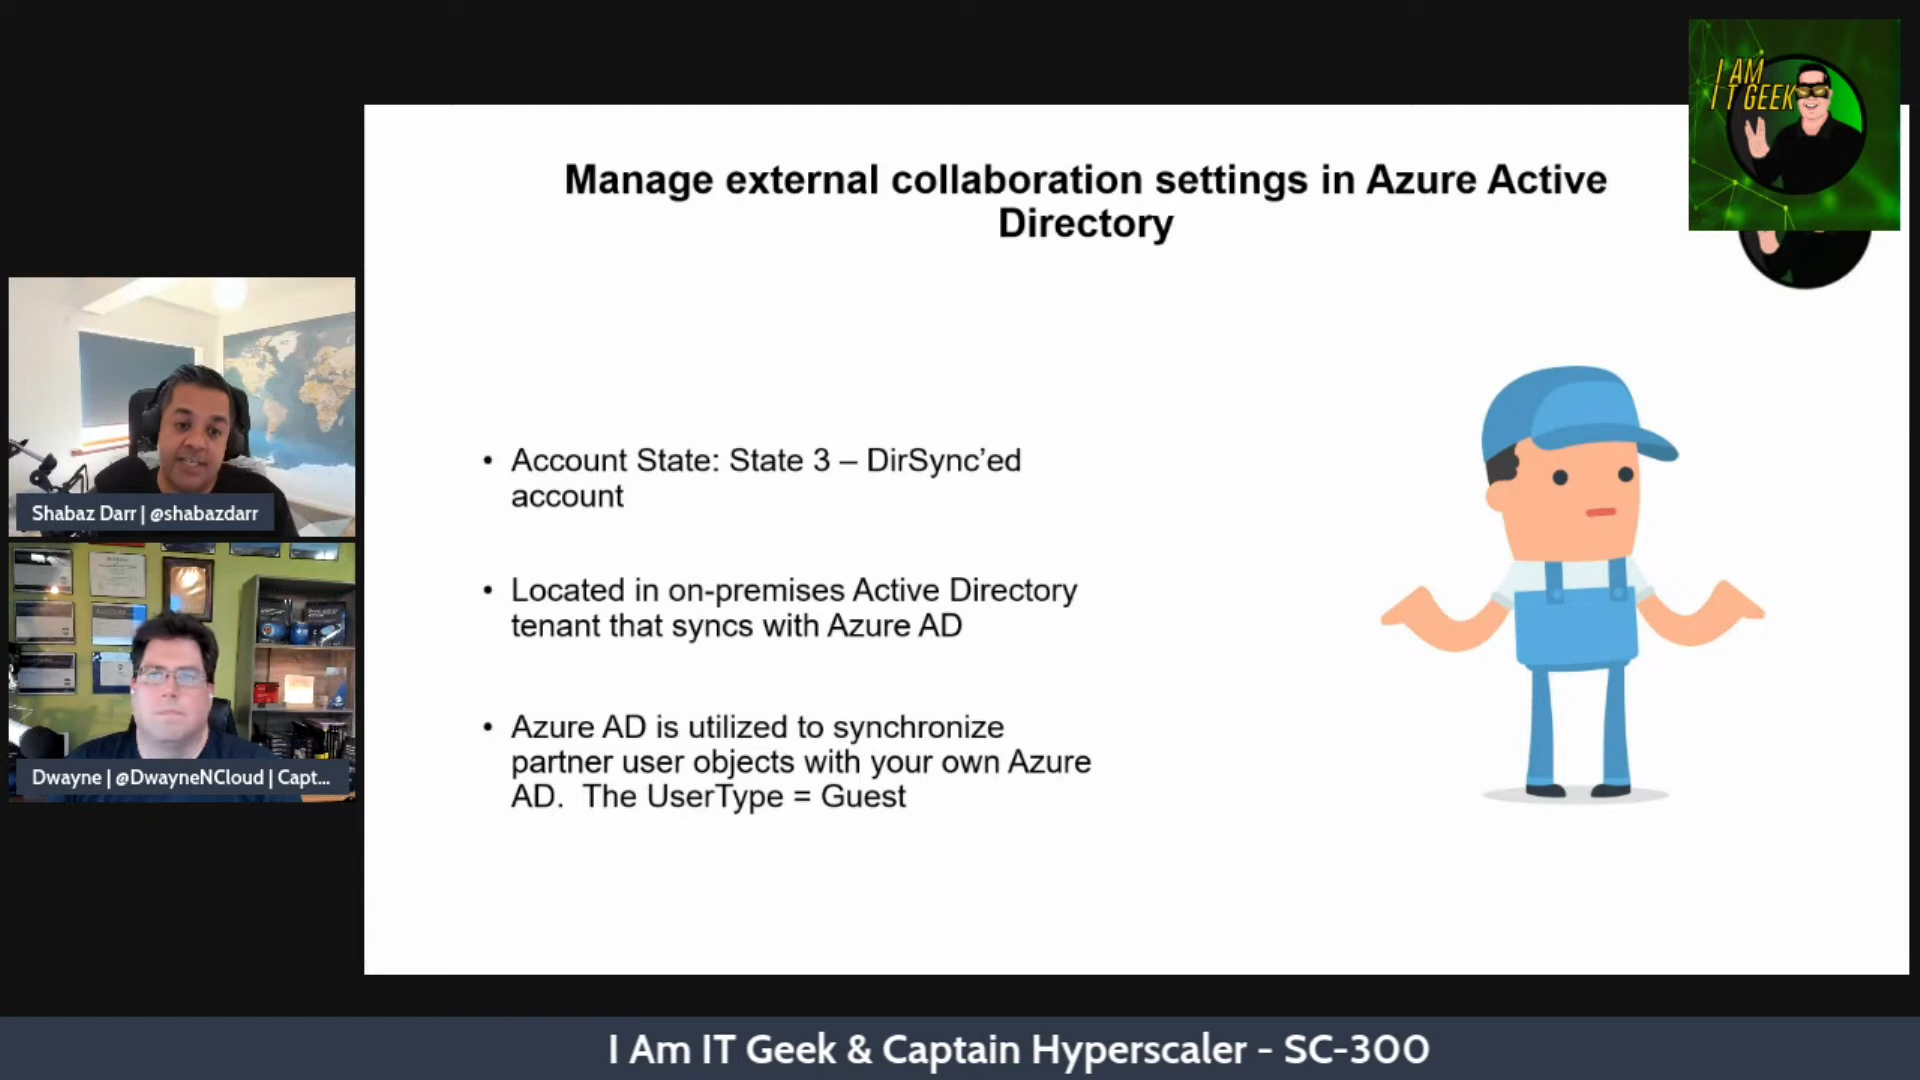 I AM
IT GEEK
Manage external collaboration settings in Azure Active
Directory
• Account State: State 3 – DirSync’ed
account
• Located in on-premises Active Directory
tenant that syncs with Azure AD
• Azure AD is utilized to synchronize
partner user objects with your own Azure
AD.  The UserType = Guest
Shabaz Darr | @shabazdarr
Dwayne | @DwayneNCloud | Capt...
I Am IT Geek & Captain Hyperscaler - SC-300